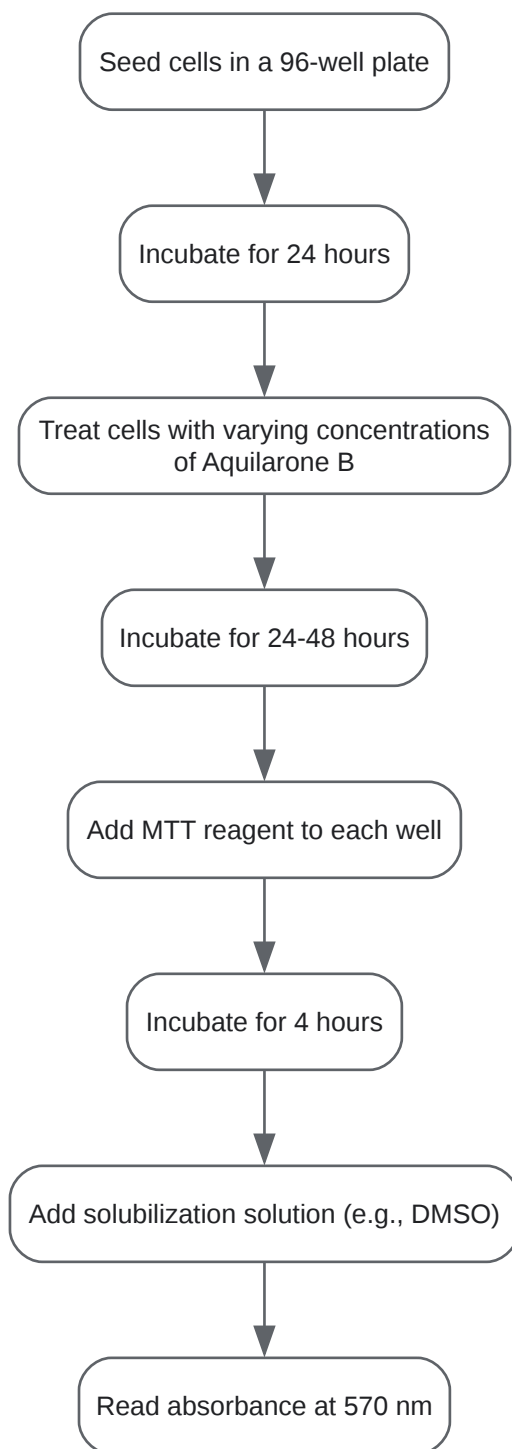 Seed cells in a 96-well plate
Incubate for 24 hours
Treat cells with varying concentrations
of Aquilarone B
Incubate for 24-48 hours
Add MTT reagent to each well
Incubate for 4 hours
Add solubilization solution (e.g., DMSO)
Read absorbance at 570 nm